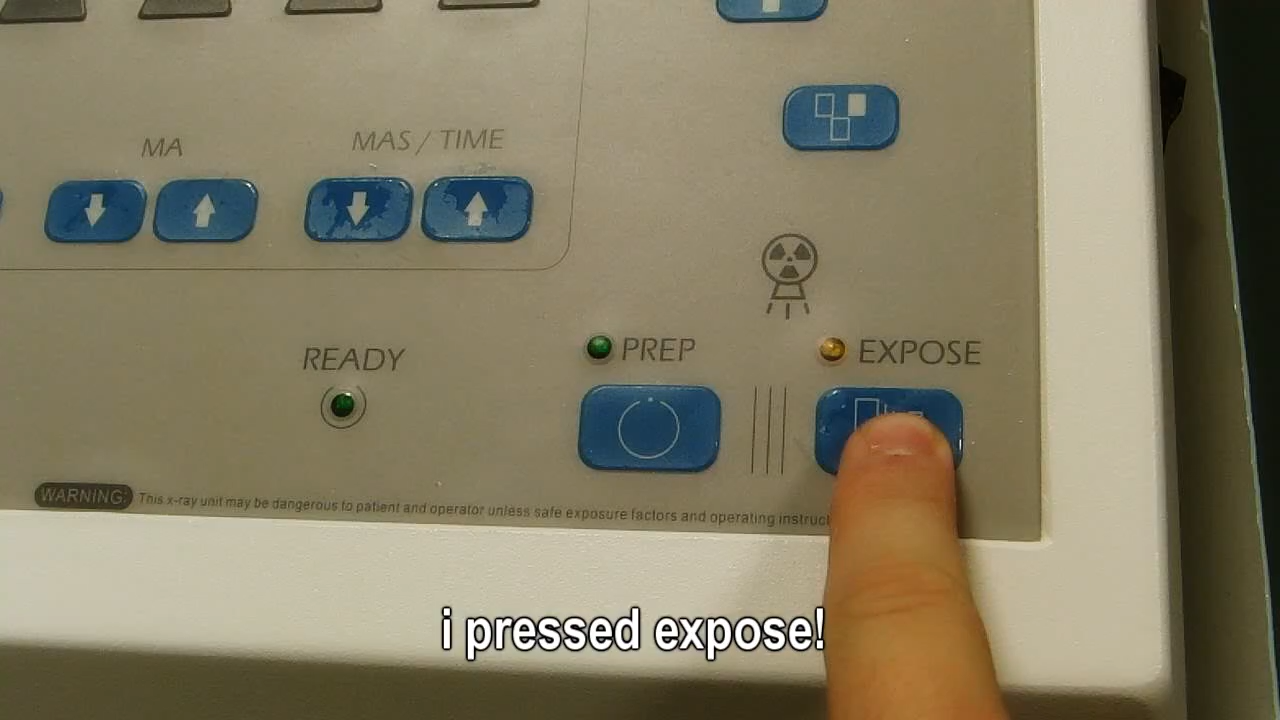 MA
MAS / TIME
READY
PREP
EXPOSE
WARNING: This x-ray unit may be dangerous to patient and operator unless safe exposure factors and operating
i pressed expose!